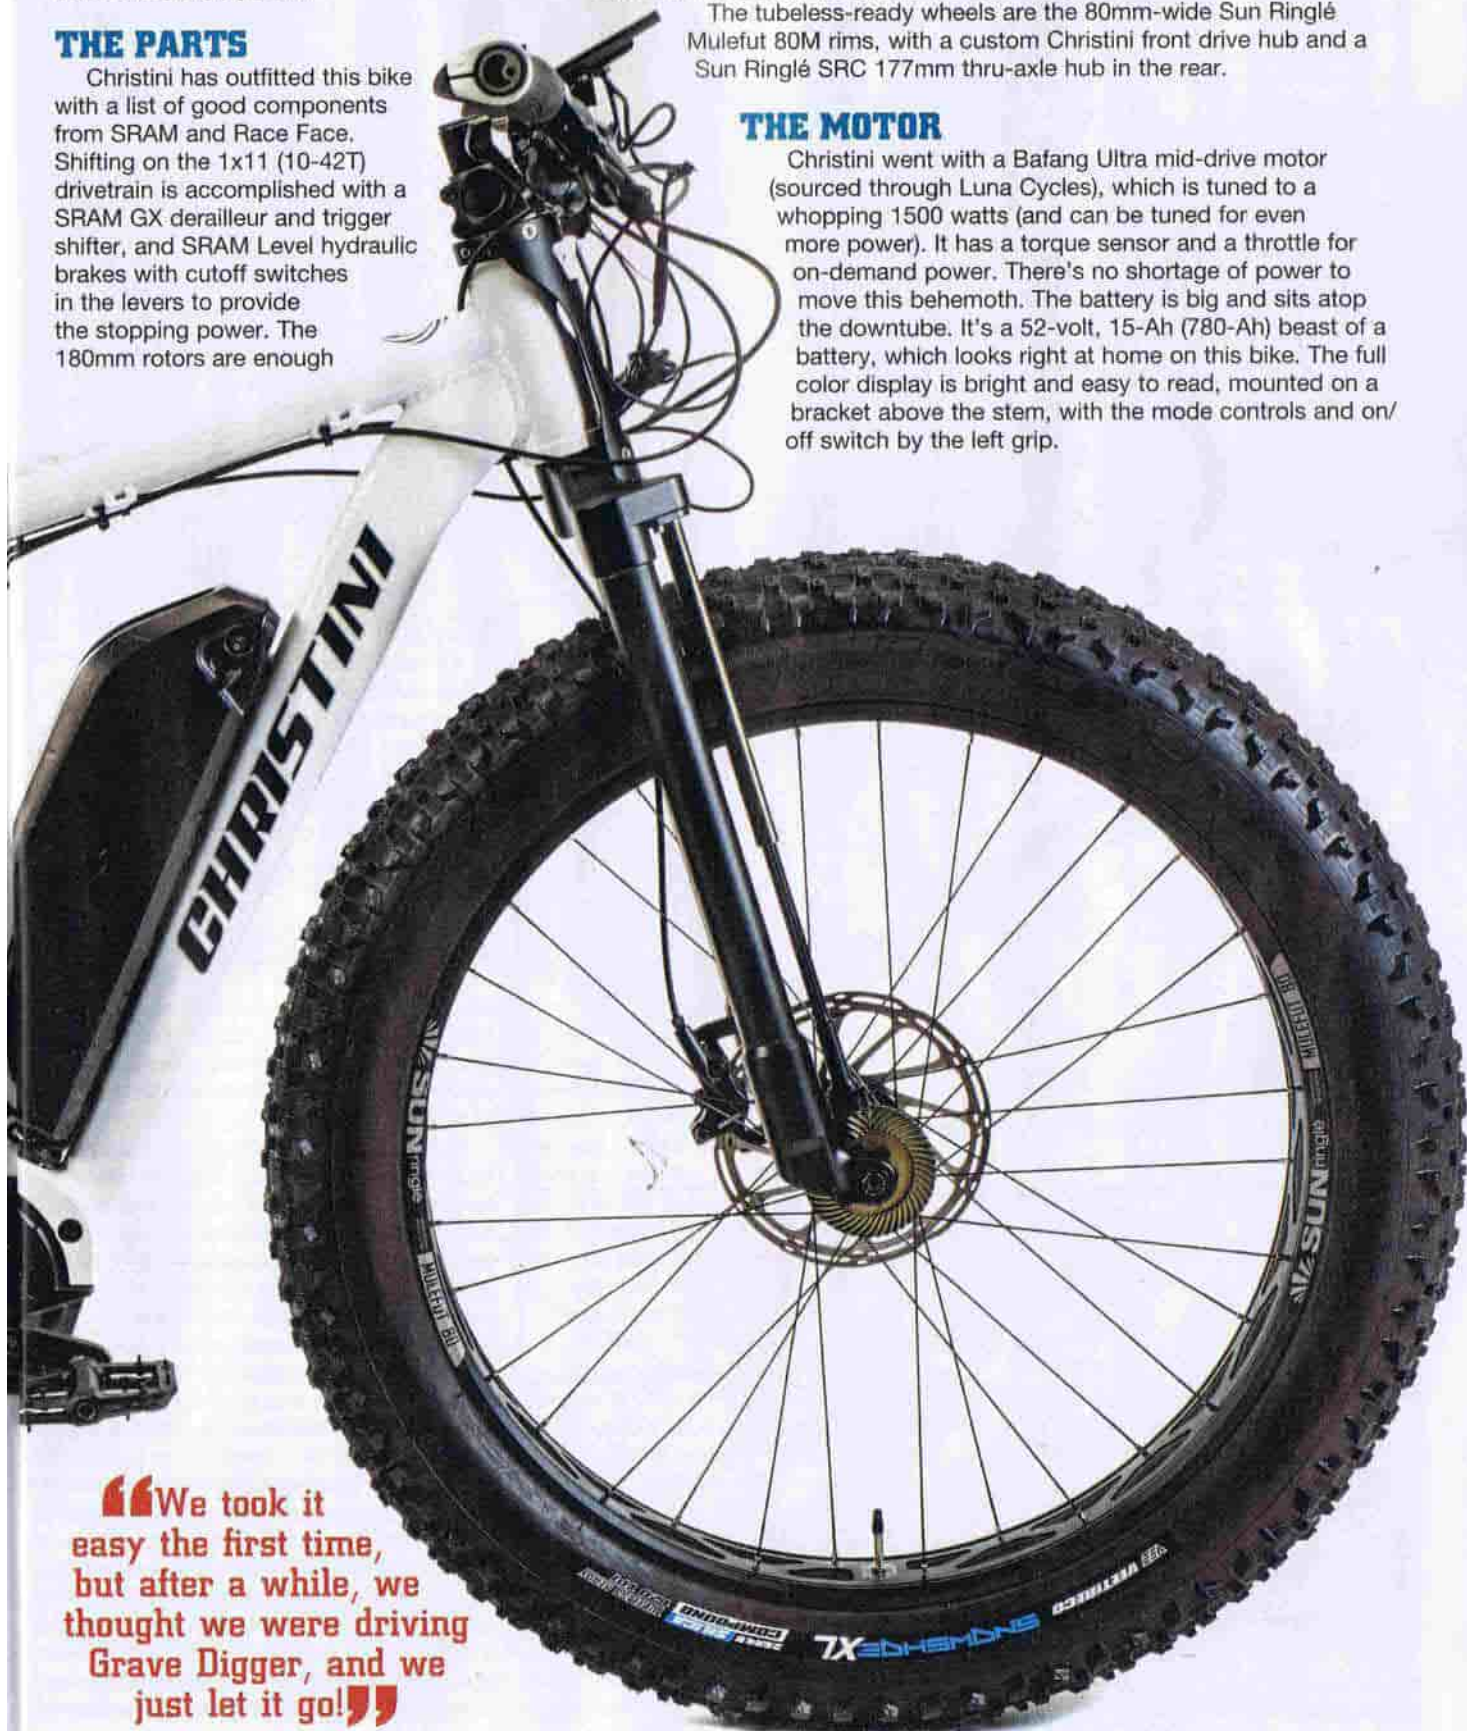 THE PARTS
Christini has outfitted this bike
with a list of good components
from SRAM and Race Face.
Shifting on the 1x11 (10-42T)
drivetrain is accomplished with a
SRAM GX derailleur and trigger
shifter, and SRAM Level hydraulic
brakes with cutoff switches
in the levers to provide
the stopping power. The
180mm rotors are enough
The tubeless-ready wheels are the 80mm-wide Sun Ringlé
Mulefut 80M rims, with a custom Christini front drive hub and a
Sun Ringlé SRC 177mm thru-axle hub in the rear.
THE MOTOR
Christini went with a Bafang Ultra mid-drive motor
(sourced through Luna Cycles), which is tuned to a
whopping 1500 watts (and can be tuned for even
more power). It has a torque sensor and a throttle for
on-demand power. There's no shortage of power to
move this behemoth. The battery is big and sits atop
the downtube. It's a 52-volt, 15-Ah (780-Ah) beast of a
battery, which looks right at home on this bike. The full
color display is bright and easy to read, mounted on a
bracket above the stem, with the mode controls and on/
off switch by the left grip.
CHRISTINI
SUNringlé
MULEFUT 80
MULEFUT 80
SUNringlé
COMPOUND
SNOWSHOE XL
VEE TIRE CO
“We took it
easy the first time,
but after a while, we
thought we were driving
Grave Digger, and we
just let it go!”